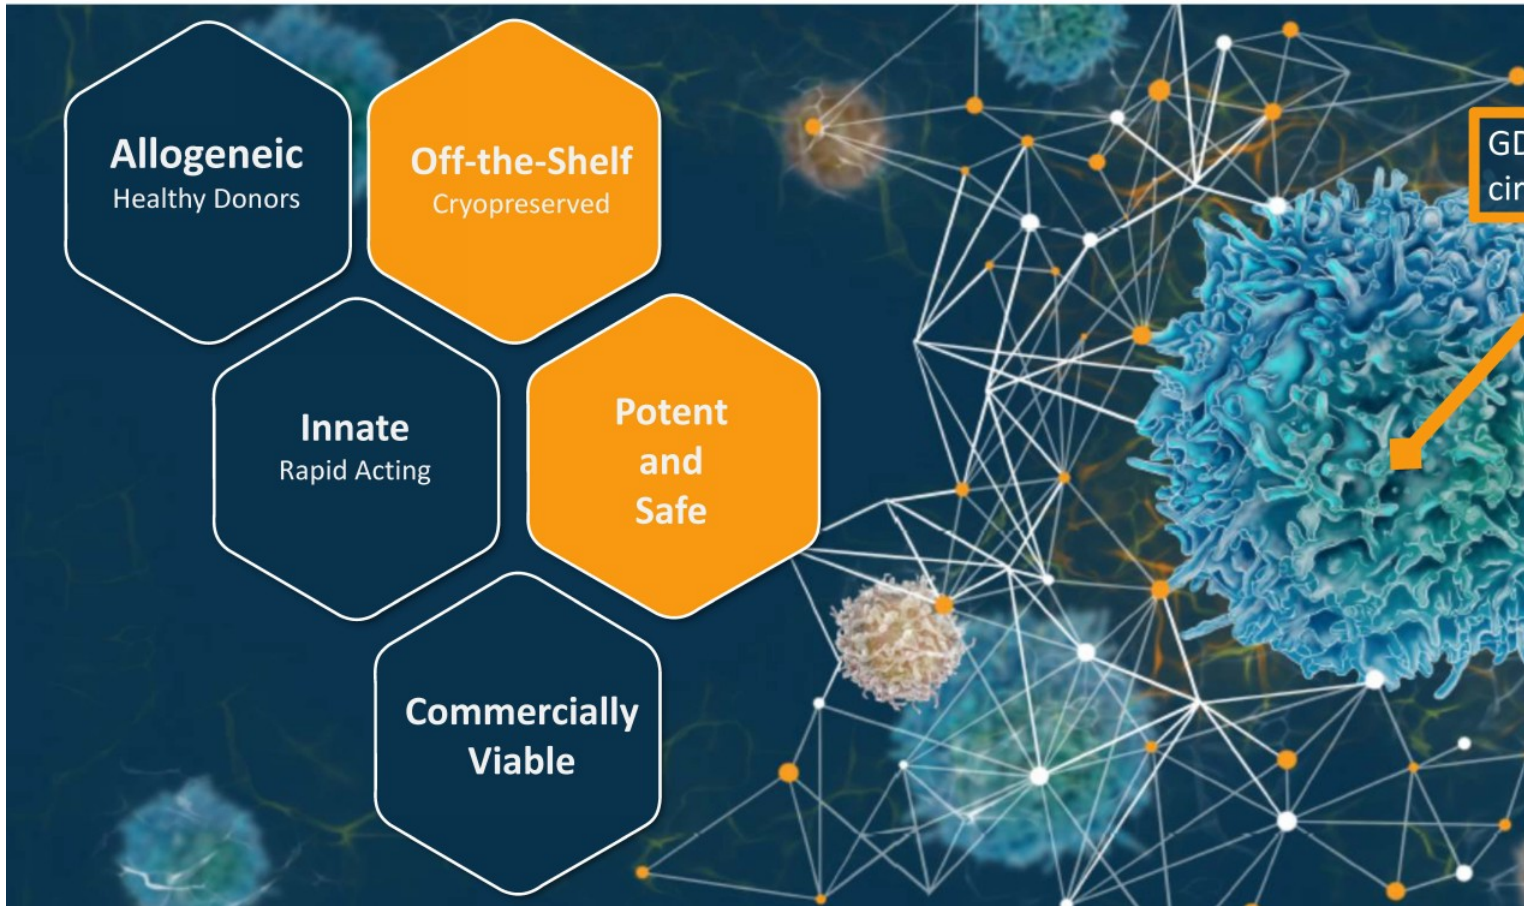 Allogeneic
Healthy Donors
Off-the-Shelf
Cryopreserved
Innate
Rapid Acting
Potent
and
Safe
Commercially
Viable